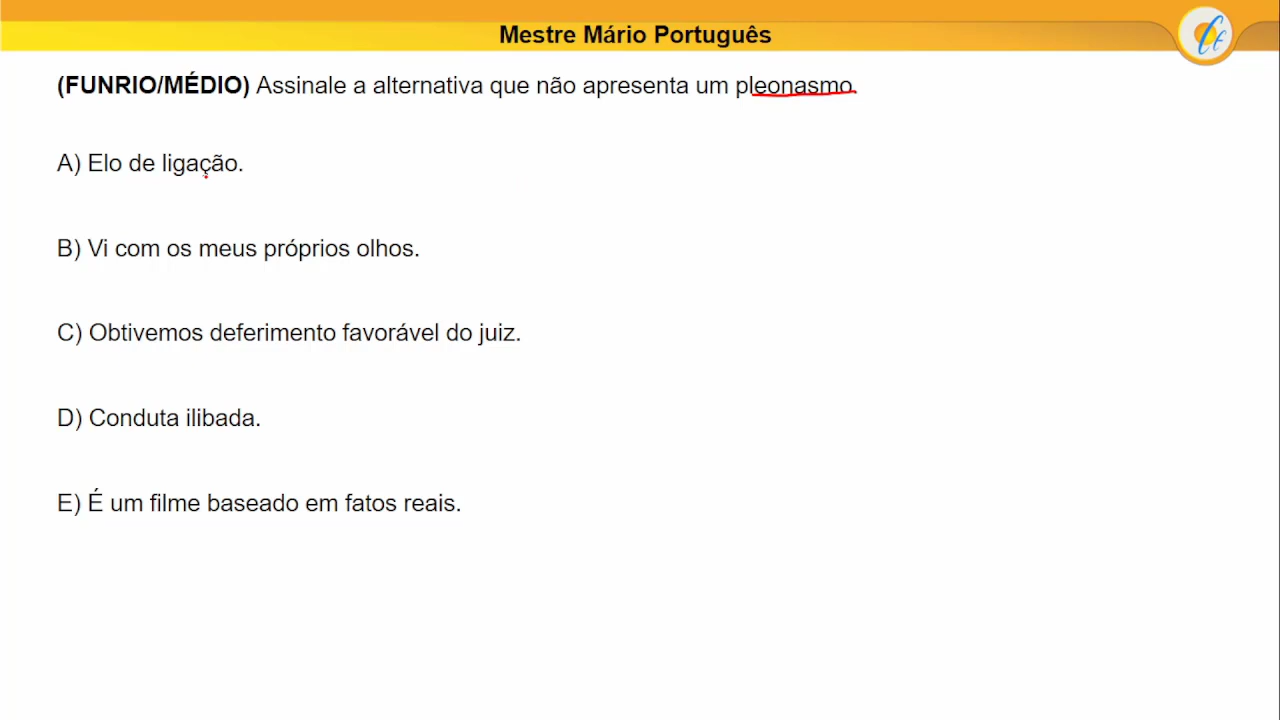 Mestre Mário Português
(FUNRIO/MÉDIO) Assinale a alternativa que não apresenta um pleonasmo.
A) Elo de ligação.
B) Vi com os meus próprios olhos.
C) Obtivemos deferimento favorável do juiz.
D) Conduta ilibada.
E) É um filme baseado em fatos reais.